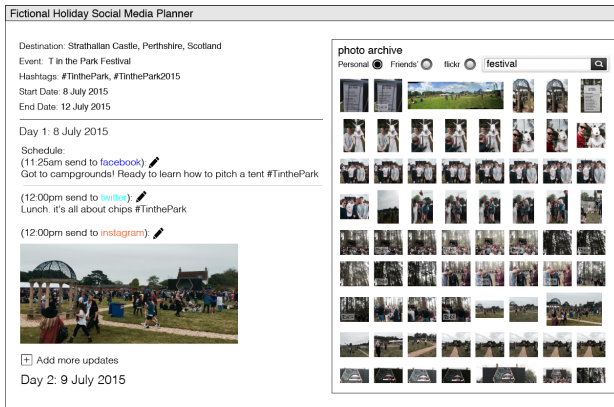 Fictional Holiday Social Media Planner
Destination: Strathallan Castle, Perthshire, Scotland
Event: T in the Park Festival
Hashtags: #TinthePark, #TinthePark2015
Start Date: 8 July 2015
End Date: 12 July 2015
Day 1: 8 July 2015
Schedule:
(11:25am send to facebook):
Got to campgrounds! Ready to learn how to pitch a tent #TinthePark
(12:00pm send to twitter):
Lunch. it's all about chips #TinthePark
(12:00pm send to instagram):
Add more updates
Day 2: 9 July 2015
photo archive
Personal Friends' flickr festival